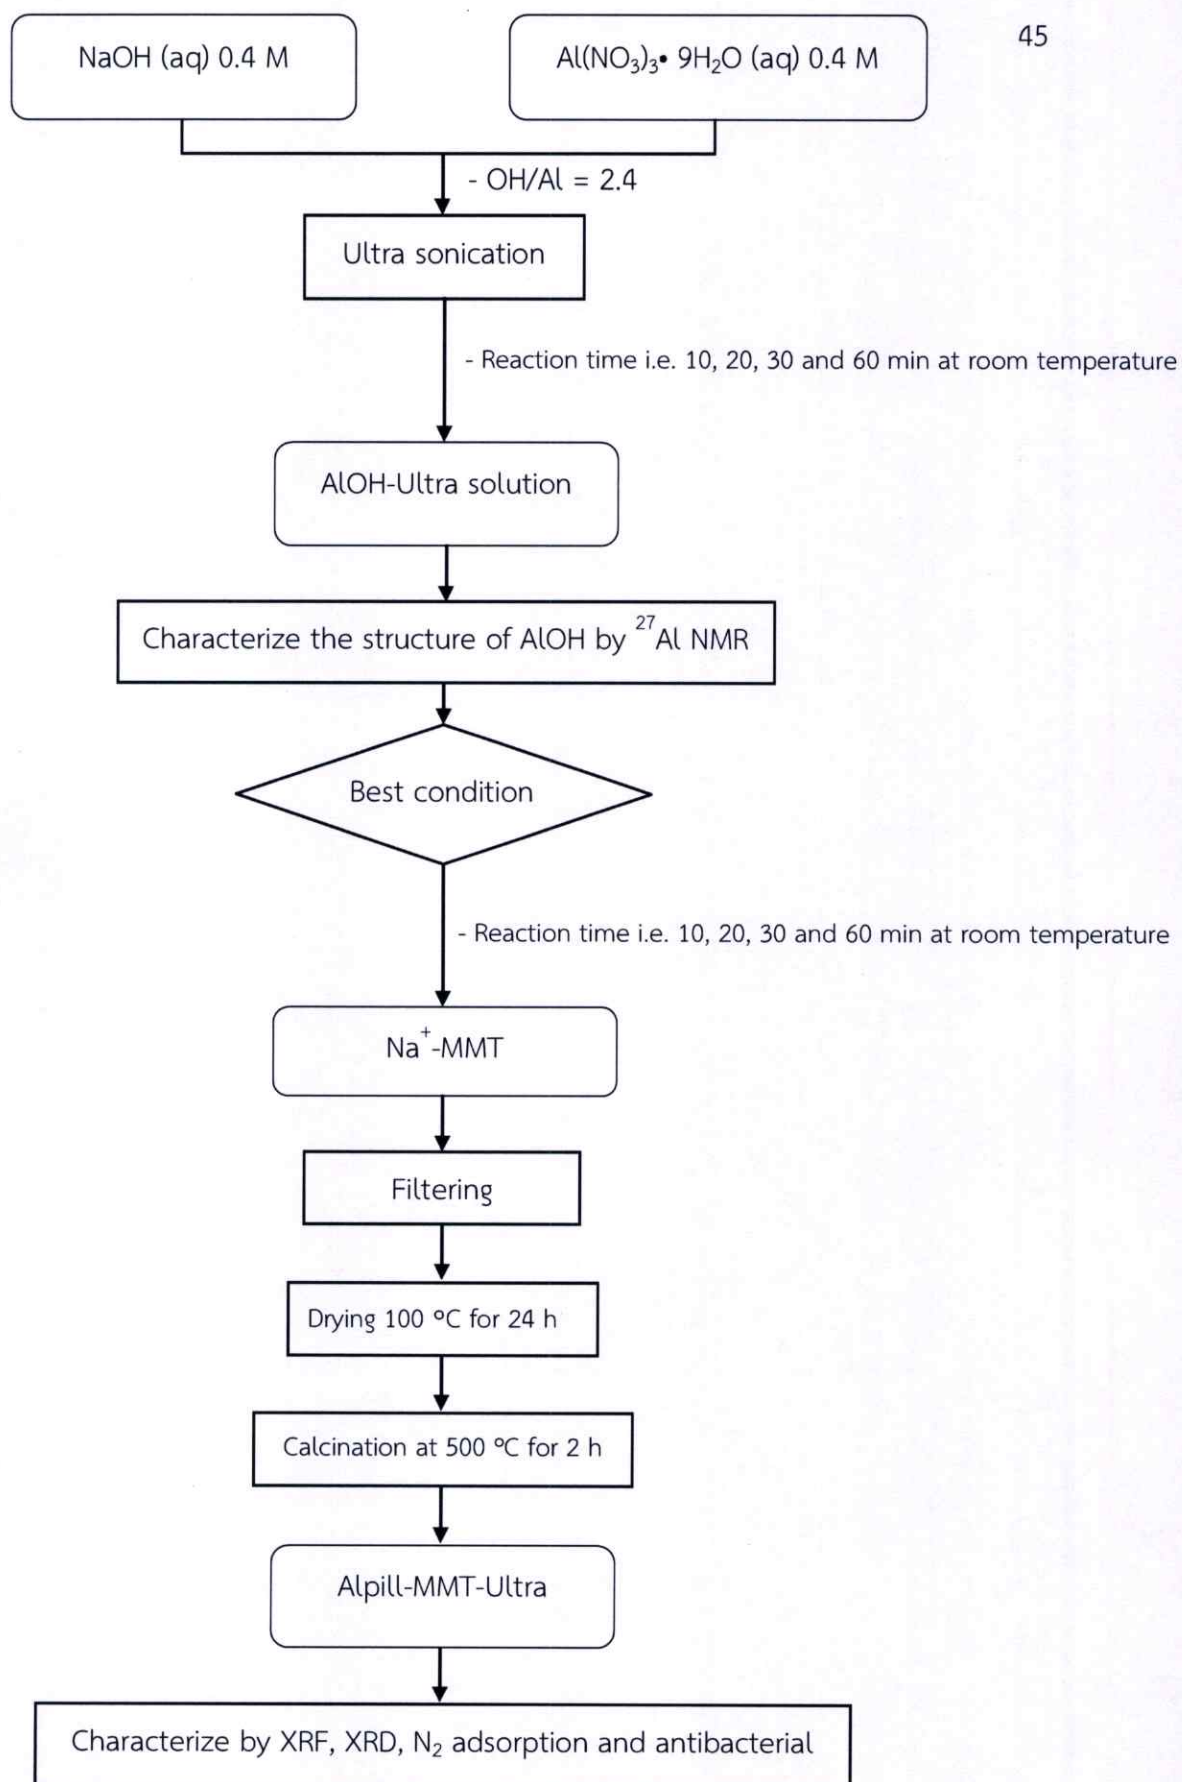 45
NaOH (aq) 0.4 M
Al(NO₃)₃• 9H₂O (aq) 0.4 M
- OH/Al = 2.4
Ultra sonication
- Reaction time i.e. 10, 20, 30 and 60 min at room temperature
AlOH-Ultra solution
Characterize the structure of AlOH by ²⁷Al NMR
Best condition
- Reaction time i.e. 10, 20, 30 and 60 min at room temperature
Na⁺-MMT
Filtering
Drying 100 ºC for 24 h
Calcination at 500 ºC for 2 h
Alpill-MMT-Ultra
Characterize by XRF, XRD, N₂ adsorption and antibacterial